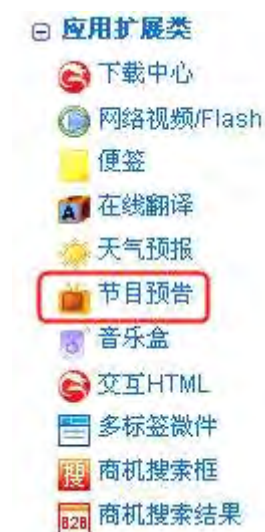 应用扩展类
下载中心
网络视频/Flash
便签
A 在线翻译
天气预报
节目预告
音乐盒
交互HTML
多标签微件
搜 商机搜索框
B2B 商机搜索结果